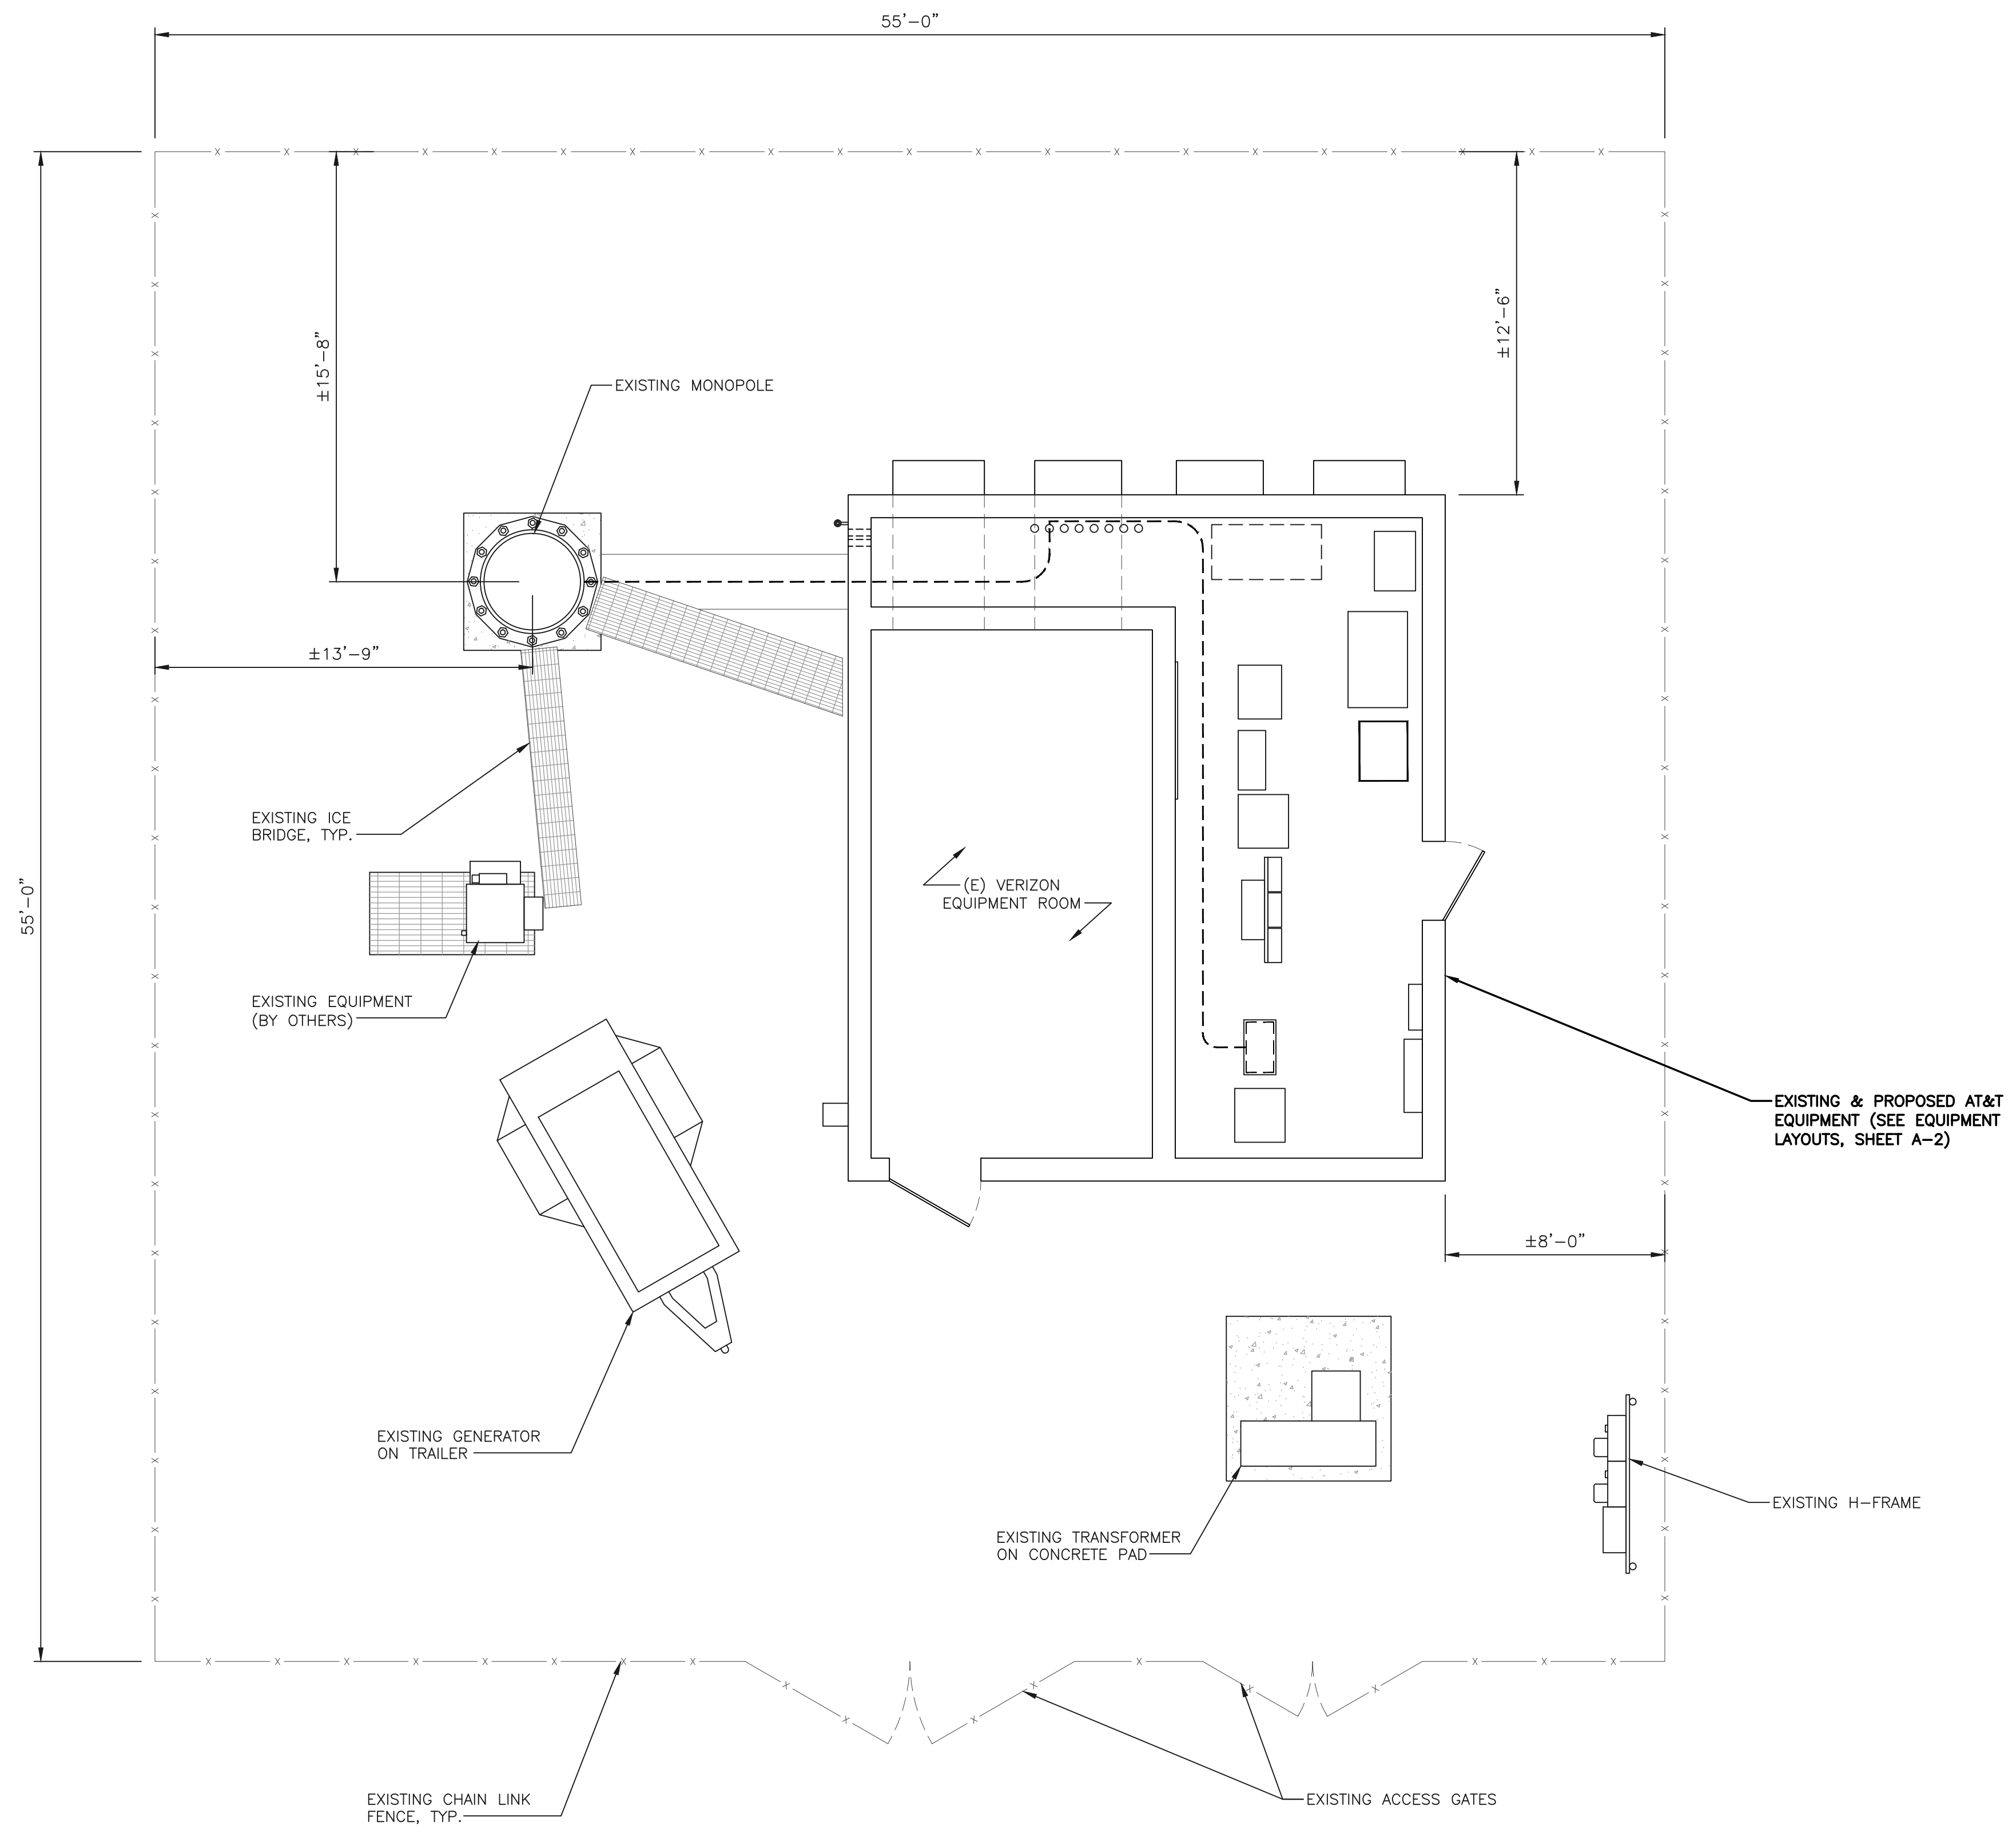 55'-0"
±15'-8"
±12'-6"
EXISTING MONOPOLE
±13'-9"
EXISTING ICE
BRIDGE, TYP.
55'-0"
(E) VERIZON
EQUIPMENT ROOM
EXISTING EQUIPMENT
(BY OTHERS)
EXISTING & PROPOSED AT&T
EQUIPMENT (SEE EQUIPMENT
LAYOUTS, SHEET A-2)
±8'-0"
EXISTING GENERATOR
ON TRAILER
EXISTING TRANSFORMER
ON CONCRETE PAD
EXISTING H-FRAME
EXISTING CHAIN LINK
FENCE, TYP.
EXISTING ACCESS GATES